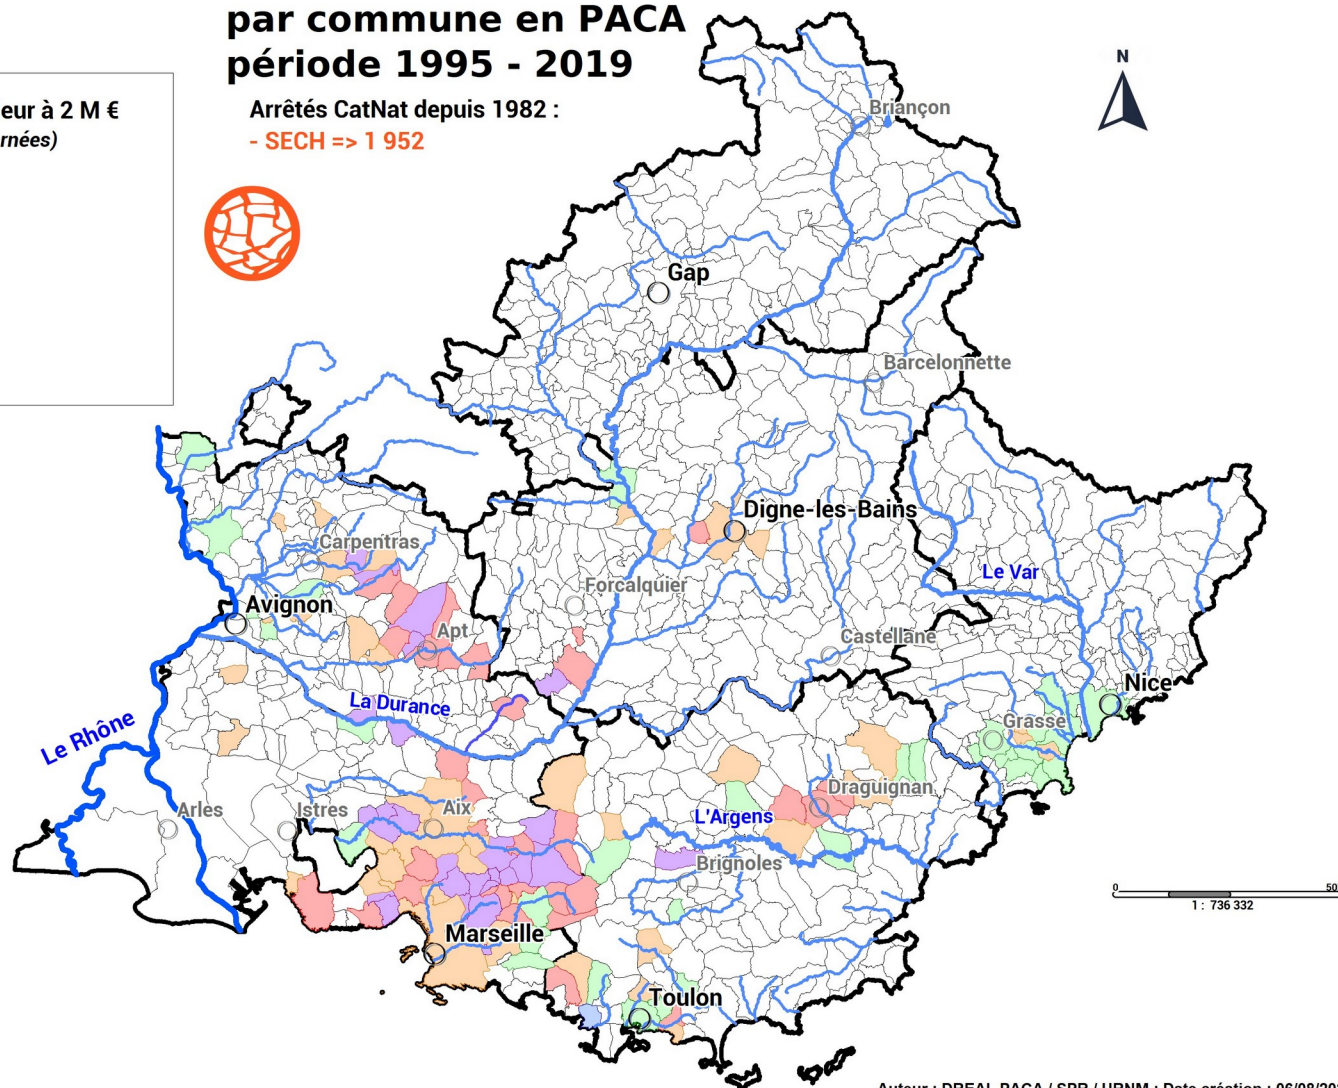 par commune en PACA
période 1995 - 2019
eur à 2 M €
rnées)
Arrêtés CatNat depuis 1982 :
- SECH => 1 952
N
Briançon
Gap
Barcelonnette
Digne-les-Bains
Carpentras
Le Var
Forcalquier
Avignon
Apt
Castellane
Nice
La Durance
Grasse
Le Rhône
Draguignan
Arles
Istres
Aix
L'Argens
Brignoles
0 50
1 : 736 332
Marseille
Toulon
Auteur : DREAL PACA / SPR / URNM ; Date création : 06/08/20